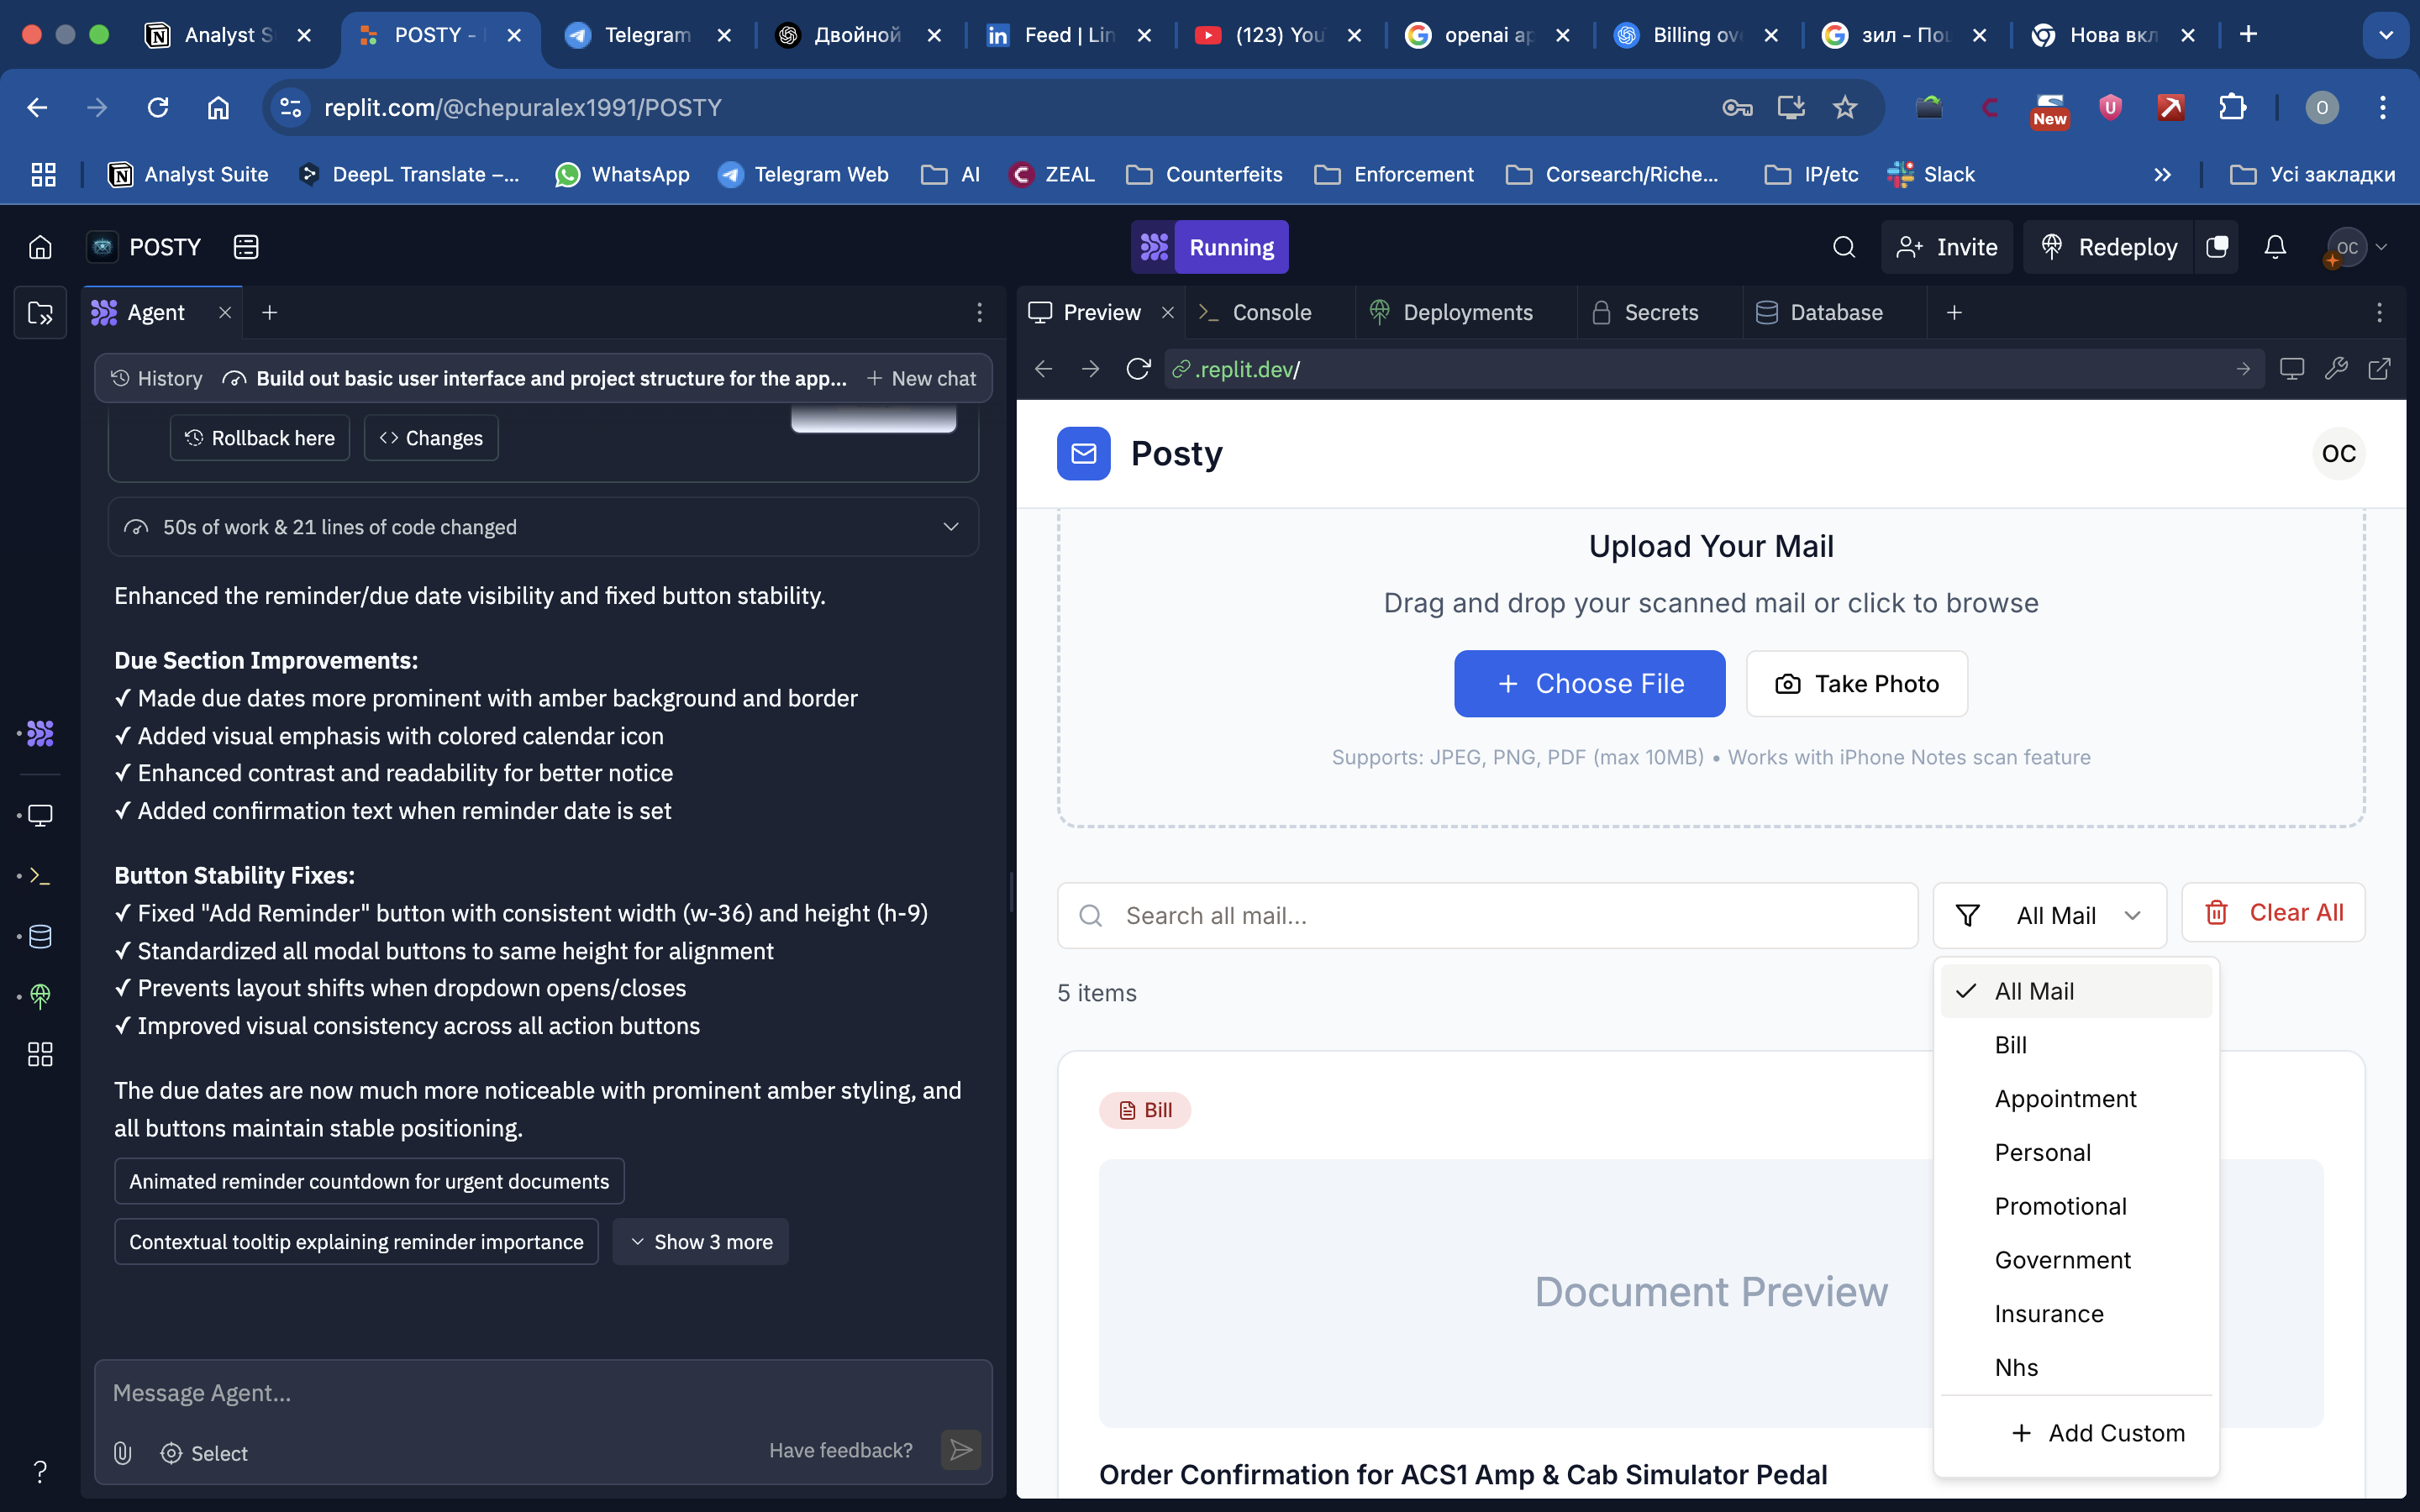 Analyst S
POSTY -
Telegram
Двойной
Feed | Lin
(123) You
openai ap
Billing ov
зил - По
Нова вкл
replit.com/@chepuralex1991/POSTY
New
O
Analyst Suite
DeepL Translate –...
WhatsApp
Telegram Web
AI
ZEAL
Counterfeits
Enforcement
Corsearch/Riche...
IP/etc
Slack
Усі закладки
POSTY
Running
Invite
Redeploy
OC
Agent
History
Build out basic user interface and project structure for the app...
New chat
Rollback here
Changes
50s of work & 21 lines of code changed
Enhanced the reminder/due date visibility and fixed button stability.
Due Section Improvements:
✓ Made due dates more prominent with amber background and border
✓ Added visual emphasis with colored calendar icon
✓ Enhanced contrast and readability for better notice
✓ Added confirmation text when reminder date is set
Button Stability Fixes:
✓ Fixed "Add Reminder" button with consistent width (w-36) and height (h-9)
✓ Standardized all modal buttons to same height for alignment
✓ Prevents layout shifts when dropdown opens/closes
✓ Improved visual consistency across all action buttons
The due dates are now much more noticeable with prominent amber styling, and
all buttons maintain stable positioning.
Animated reminder countdown for urgent documents
Contextual tooltip explaining reminder importance
Show 3 more
Message Agent...
Select
Have feedback?
Preview
Console
Deployments
Secrets
Database
.replit.dev/
Posty
OC
Upload Your Mail
Drag and drop your scanned mail or click to browse
Choose File
Take Photo
Supports: JPEG, PNG, PDF (max 10MB) • Works with iPhone Notes scan feature
Search all mail...
All Mail
Clear All
5 items
All Mail
Bill
Appointment
Personal
Promotional
Government
Insurance
Nhs
Add Custom
Bill
Document Preview
Order Confirmation for ACS1 Amp & Cab Simulator Pedal